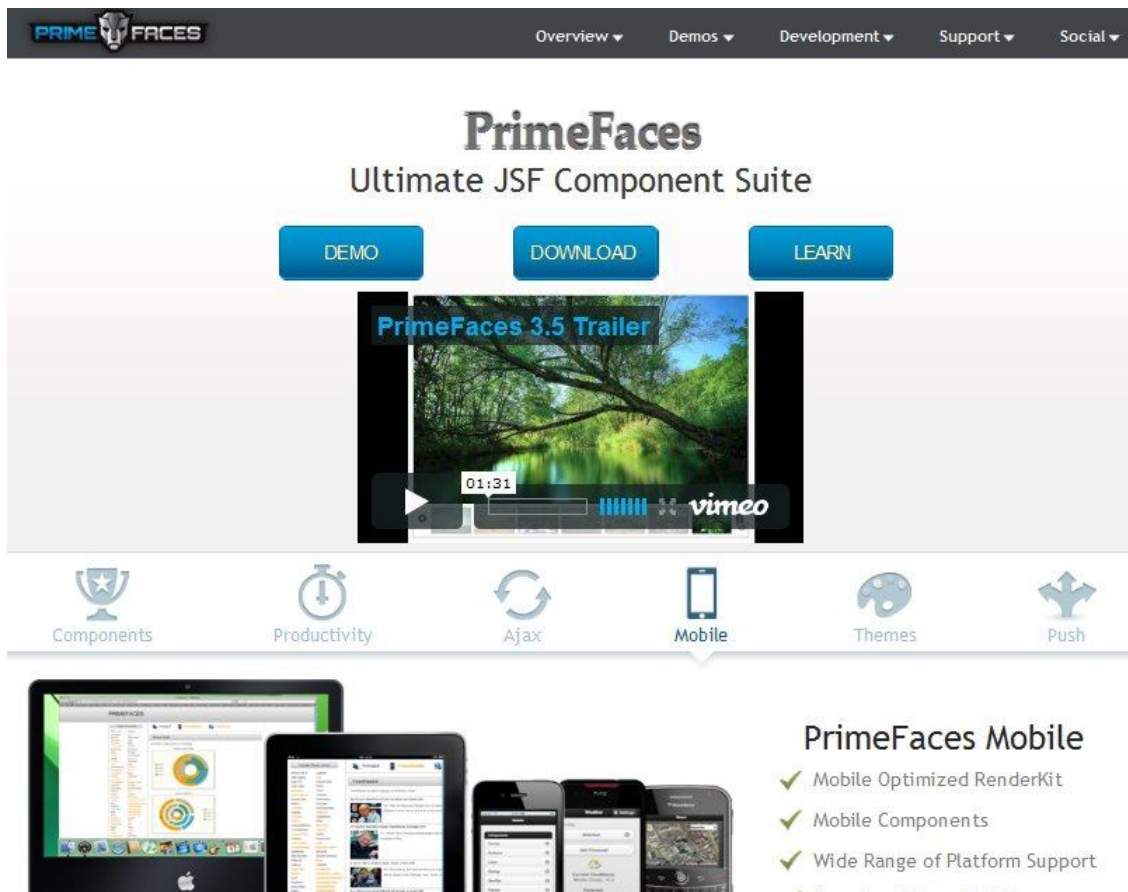 PRIME FACES
Overview Demos Development Support Social
PrimeFaces
Ultimate JSF Component Suite
DEMO DOWNLOAD LEARN
PrimeFaces 3.5 Trailer
01:31
vimeo
Components Productivity Ajax Mobile Themes Push
PRIMEFACES
PrimeFaces Mobile
Mobile Optimized RenderKit
Mobile Components
Wide Range of Platform Support